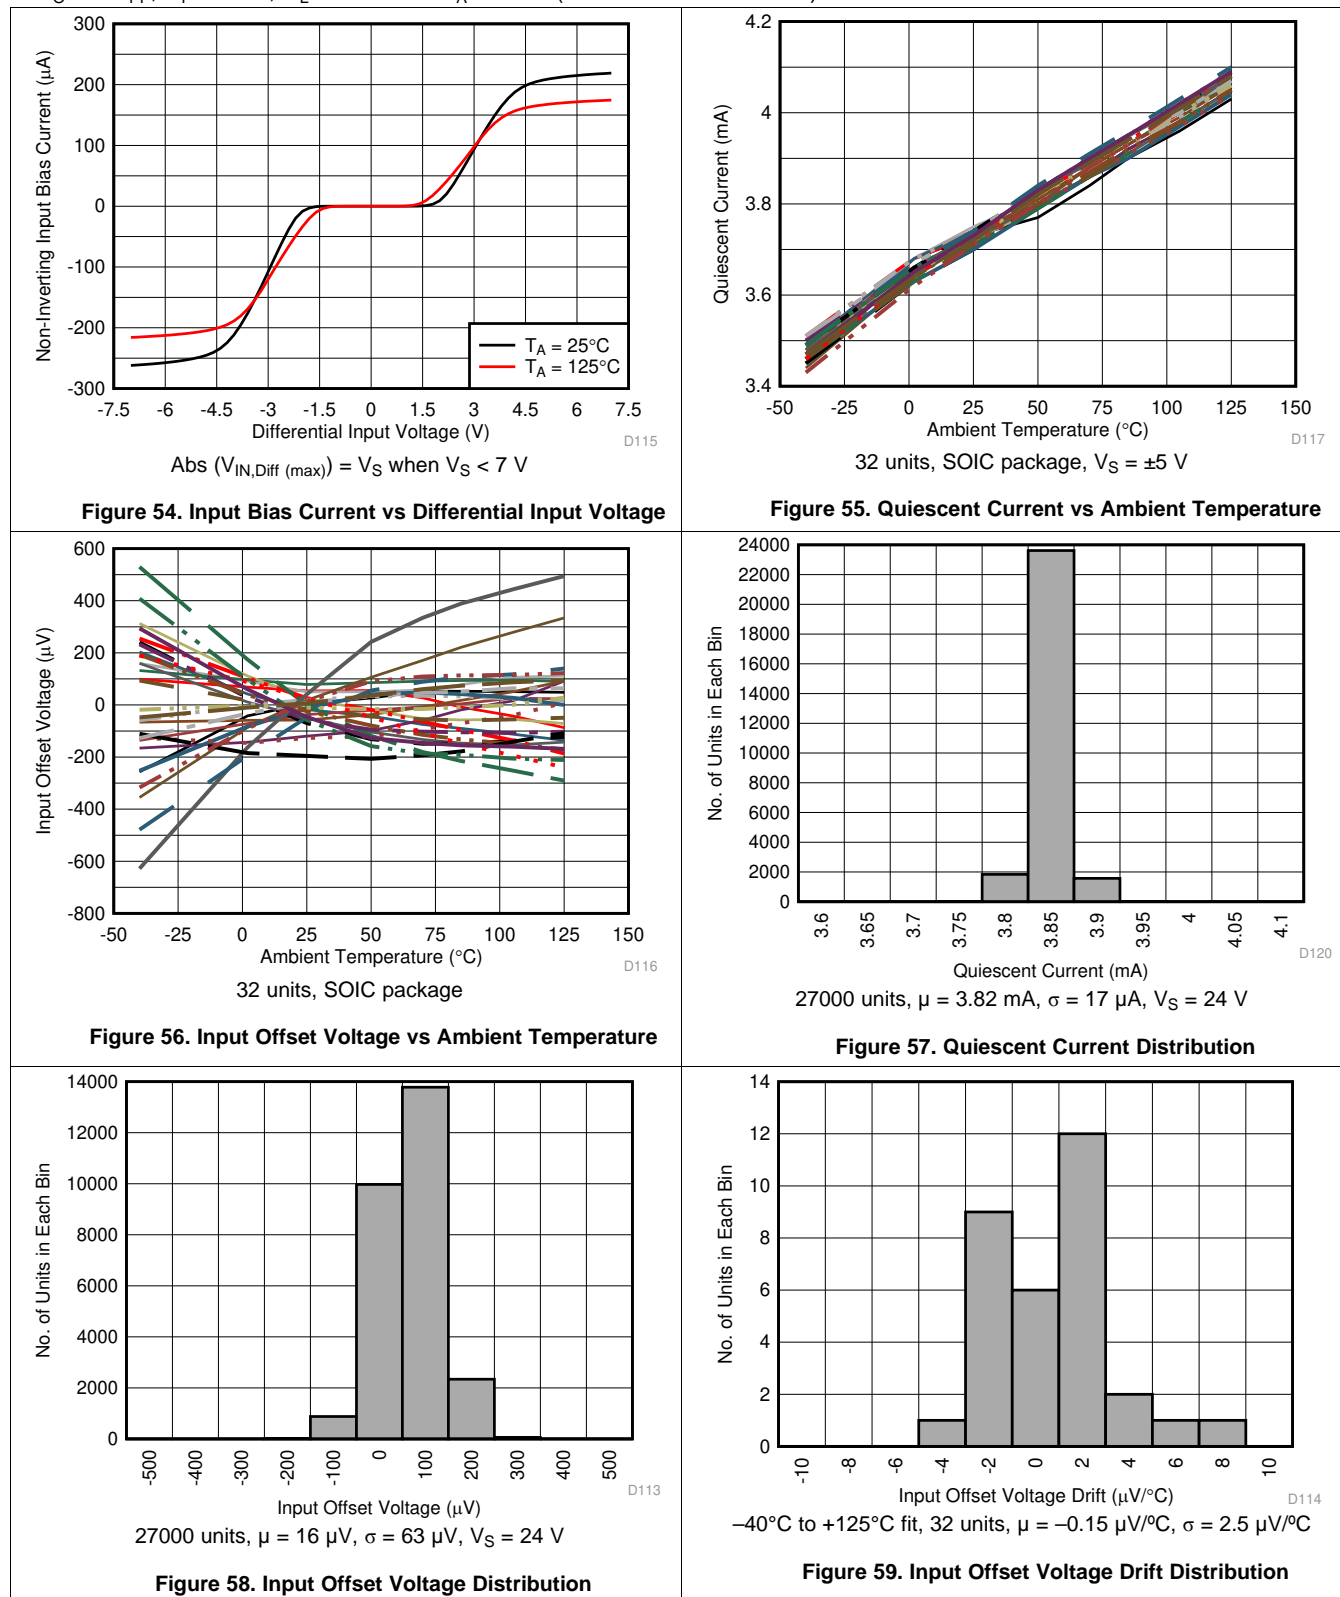 300
200
100
0
-100
-200
-300
-7.5 -6 -4.5 -3 -1.5 0 1.5 3 4.5 6 7.5
Non-Inverting Input Bias Current (µA)
Differential Input Voltage (V)
T_A = 25°C
T_A = 125°C
D115
Abs (V_IN,Diff (max)) = V_S when V_S < 7 V
Figure 54. Input Bias Current vs Differential Input Voltage
4.2
4
3.8
3.6
3.4
-50 -25 0 25 50 75 100 125 150
Quiescent Current (mA)
Ambient Temperature (°C)
D117
32 units, SOIC package, V_S = ±5 V
Figure 55. Quiescent Current vs Ambient Temperature
600
400
200
0
-200
-400
-600
-800
-50 -25 0 25 50 75 100 125 150
Input Offset Voltage (µV)
Ambient Temperature (°C)
D116
32 units, SOIC package
Figure 56. Input Offset Voltage vs Ambient Temperature
24000
22000
20000
18000
16000
14000
12000
10000
8000
6000
4000
2000
0
3.6 3.65 3.7 3.75 3.8 3.85 3.9 3.95 4 4.05 4.1
No. of Units in Each Bin
Quiescent Current (mA)
D120
27000 units, µ = 3.82 mA, σ = 17 µA, V_S = 24 V
Figure 57. Quiescent Current Distribution
14000
12000
10000
8000
6000
4000
2000
0
-500 -400 -300 -200 -100 0 100 200 300 400 500
No. of Units in Each Bin
Input Offset Voltage (µV)
D113
27000 units, µ = 16 µV, σ = 63 µV, V_S = 24 V
Figure 58. Input Offset Voltage Distribution
14
12
10
8
6
4
2
0
-10 -8 -6 -4 -2 0 2 4 6 8 10
No. of Units in Each Bin
Input Offset Voltage Drift (µV/°C)
D114
–40°C to +125°C fit, 32 units, µ = –0.15 µV/ºC, σ = 2.5 µV/ºC
Figure 59. Input Offset Voltage Drift Distribution